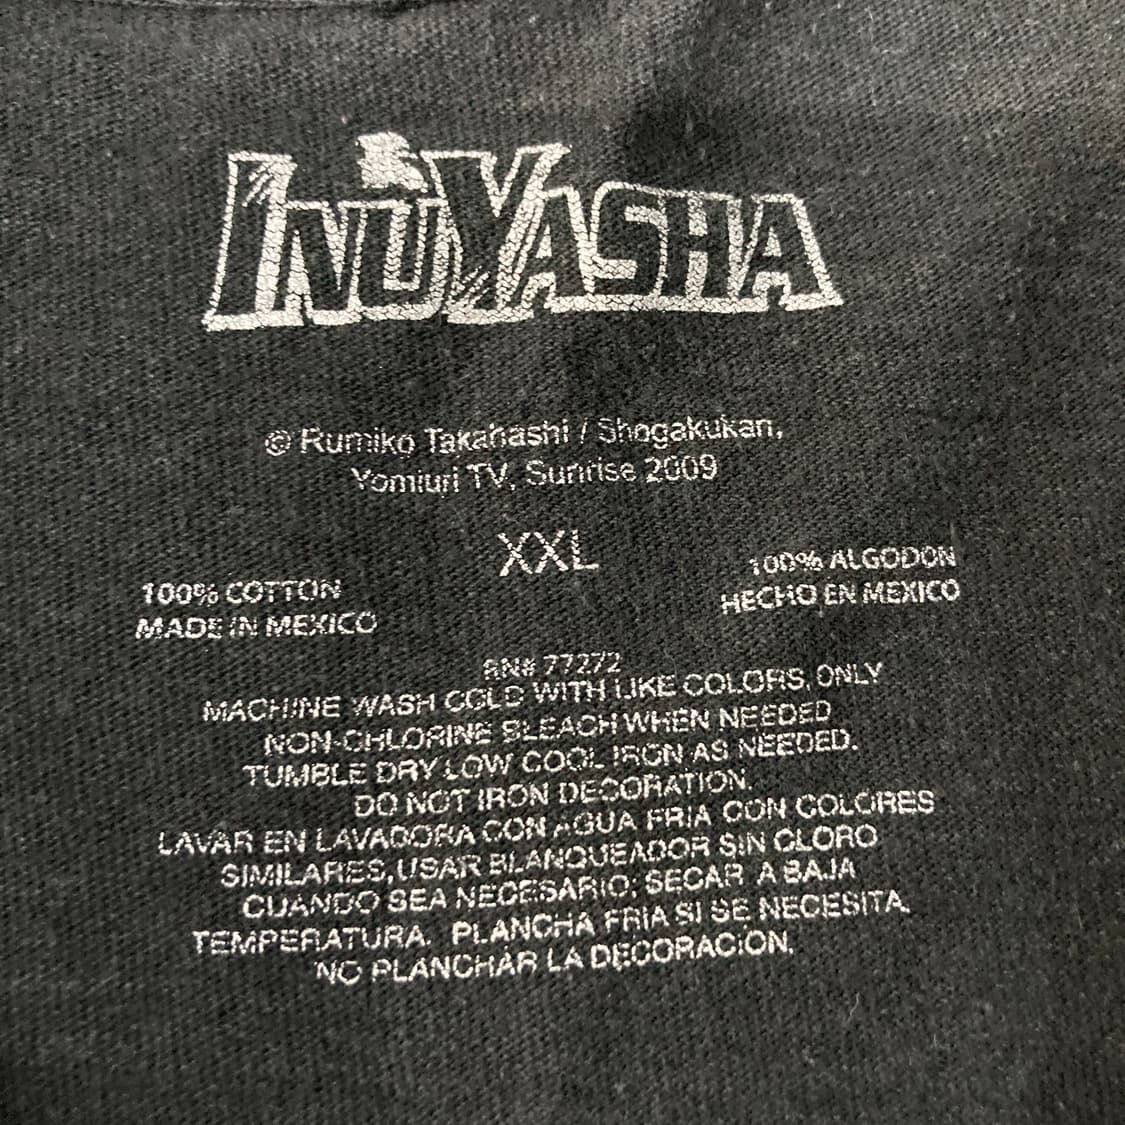 INUYASHA
© Rumiko Takahashi / Shogakukan,
Yomiuri TV, Sunrise 2009
XXL
100% COTTON
MADE IN MEXICO
100% ALGODON
HECHO EN MEXICO
RN# 77272
MACHINE WASH COLD WITH LIKE COLORS, ONLY
NON-CHLORINE BLEACH WHEN NEEDED
TUMBLE DRY LOW COOL IRON AS NEEDED.
DO NOT IRON DECORATION.
LAVAR EN LAVADORA CON AGUA FRIA CON COLORES
SIMILARES, USAR BLANQUEADOR SIN CLORO
CUANDO SEA NECESARIO; SECAR A BAJA
TEMPERATURA. PLANCHA FRIA SI SE NECESITA.
NO PLANCHAR LA DECORACION.